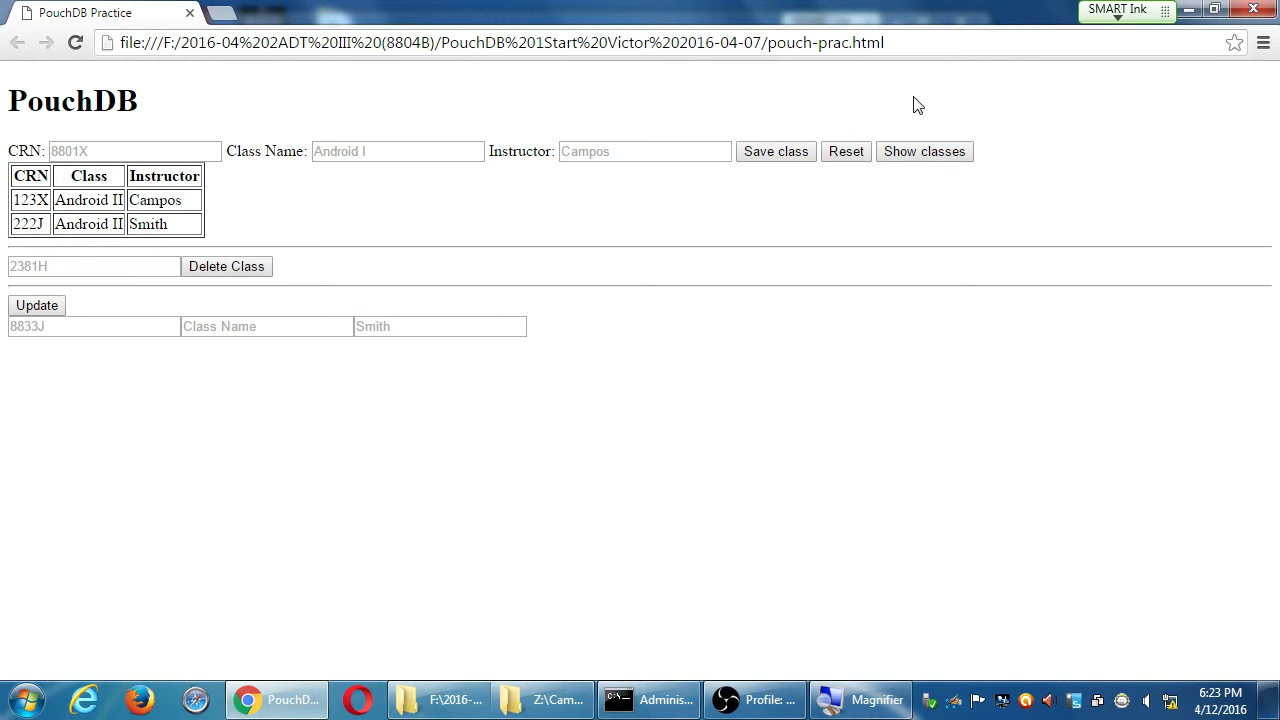 PouchDB Practice
SMART Ink
file:///F:/2016-04%202ADT%20III%20(8804B)/PouchDB%201Start%20Victor%202016-04-07/pouch-prac.html
PouchDB
CRN: 8801X Class Name: Android I Instructor: Campos Save class Reset Show classes
CRN Class Instructor
123X Android II Campos
222J Android II Smith
2381H Delete Class
Update
8833J Class Name Smith
PouchD... F:\2016-... Z:\Cam... C:\ Adminis... Profile: ... Magnifier 6:23 PM
4/12/2016